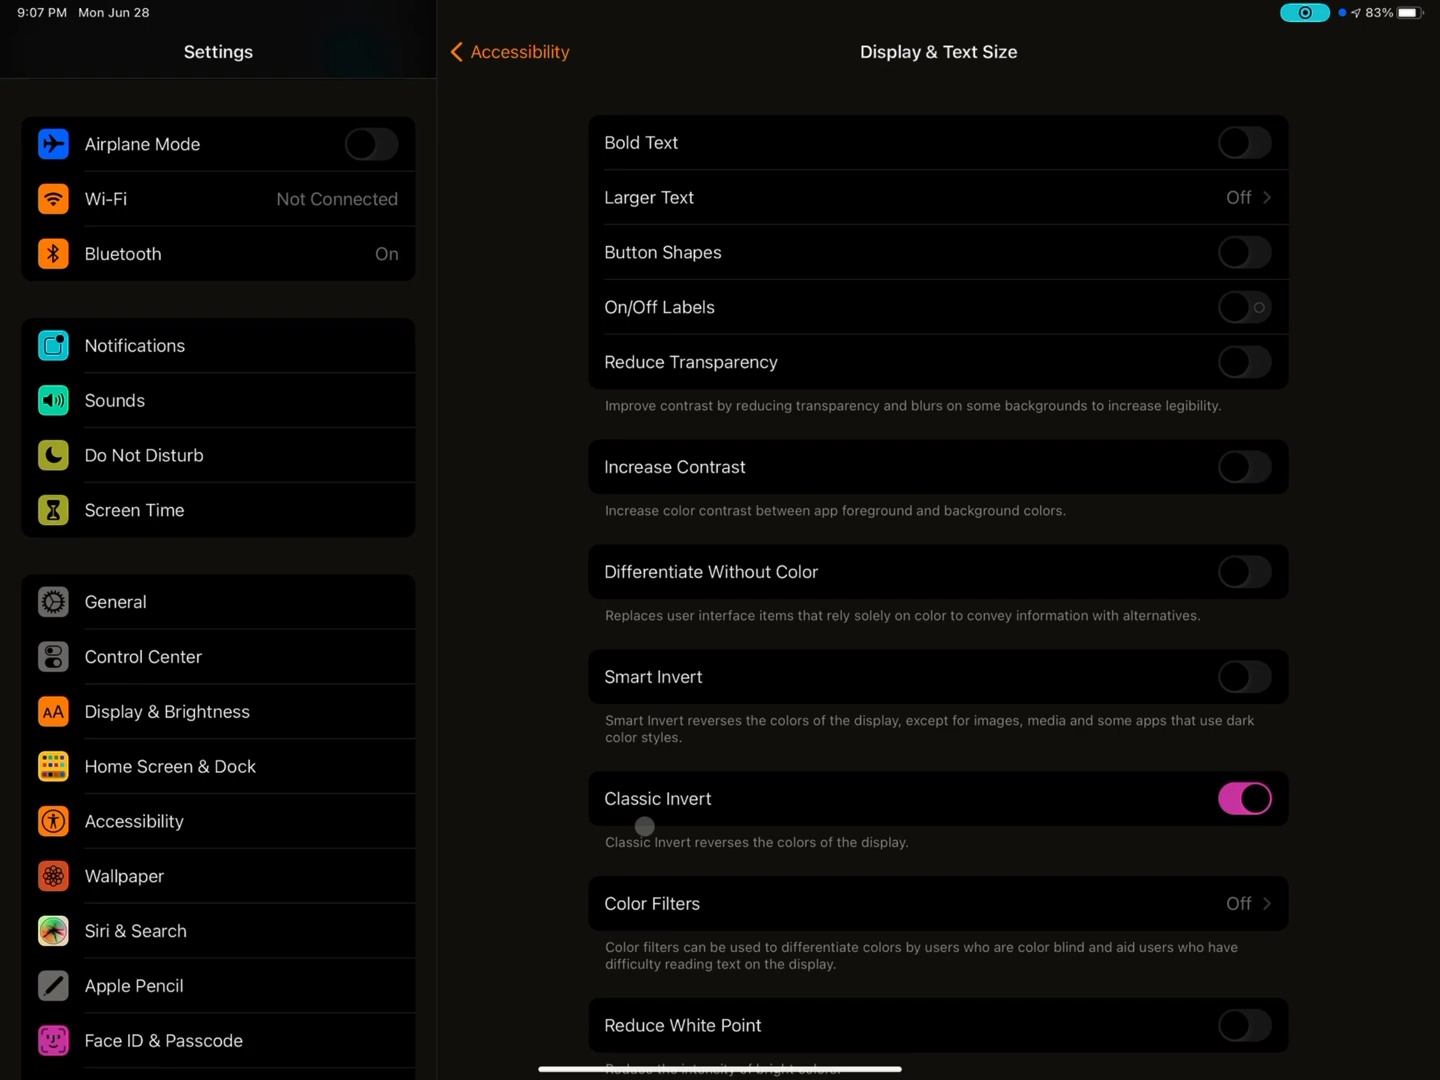 9:07 PM Mon Jun 28
83%
Settings
Accessibility
Display & Text Size
Airplane Mode
Wi-Fi Not Connected
Bluetooth On
Notifications
Sounds
Do Not Disturb
Screen Time
General
Control Center
AA Display & Brightness
Home Screen & Dock
Accessibility
Wallpaper
Siri & Search
Apple Pencil
Face ID & Passcode
Bold Text
Larger Text Off
Button Shapes
On/Off Labels
Reduce Transparency
Improve contrast by reducing transparency and blurs on some backgrounds to increase legibility.
Increase Contrast
Increase color contrast between app foreground and background colors.
Differentiate Without Color
Replaces user interface items that rely solely on color to convey information with alternatives.
Smart Invert
Smart Invert reverses the colors of the display, except for images, media and some apps that use dark
color styles.
Classic Invert
Classic Invert reverses the colors of the display.
Color Filters Off
Color filters can be used to differentiate colors by users who are color blind and aid users who have
difficulty reading text on the display.
Reduce White Point
Reduce the intensity of bright colors.